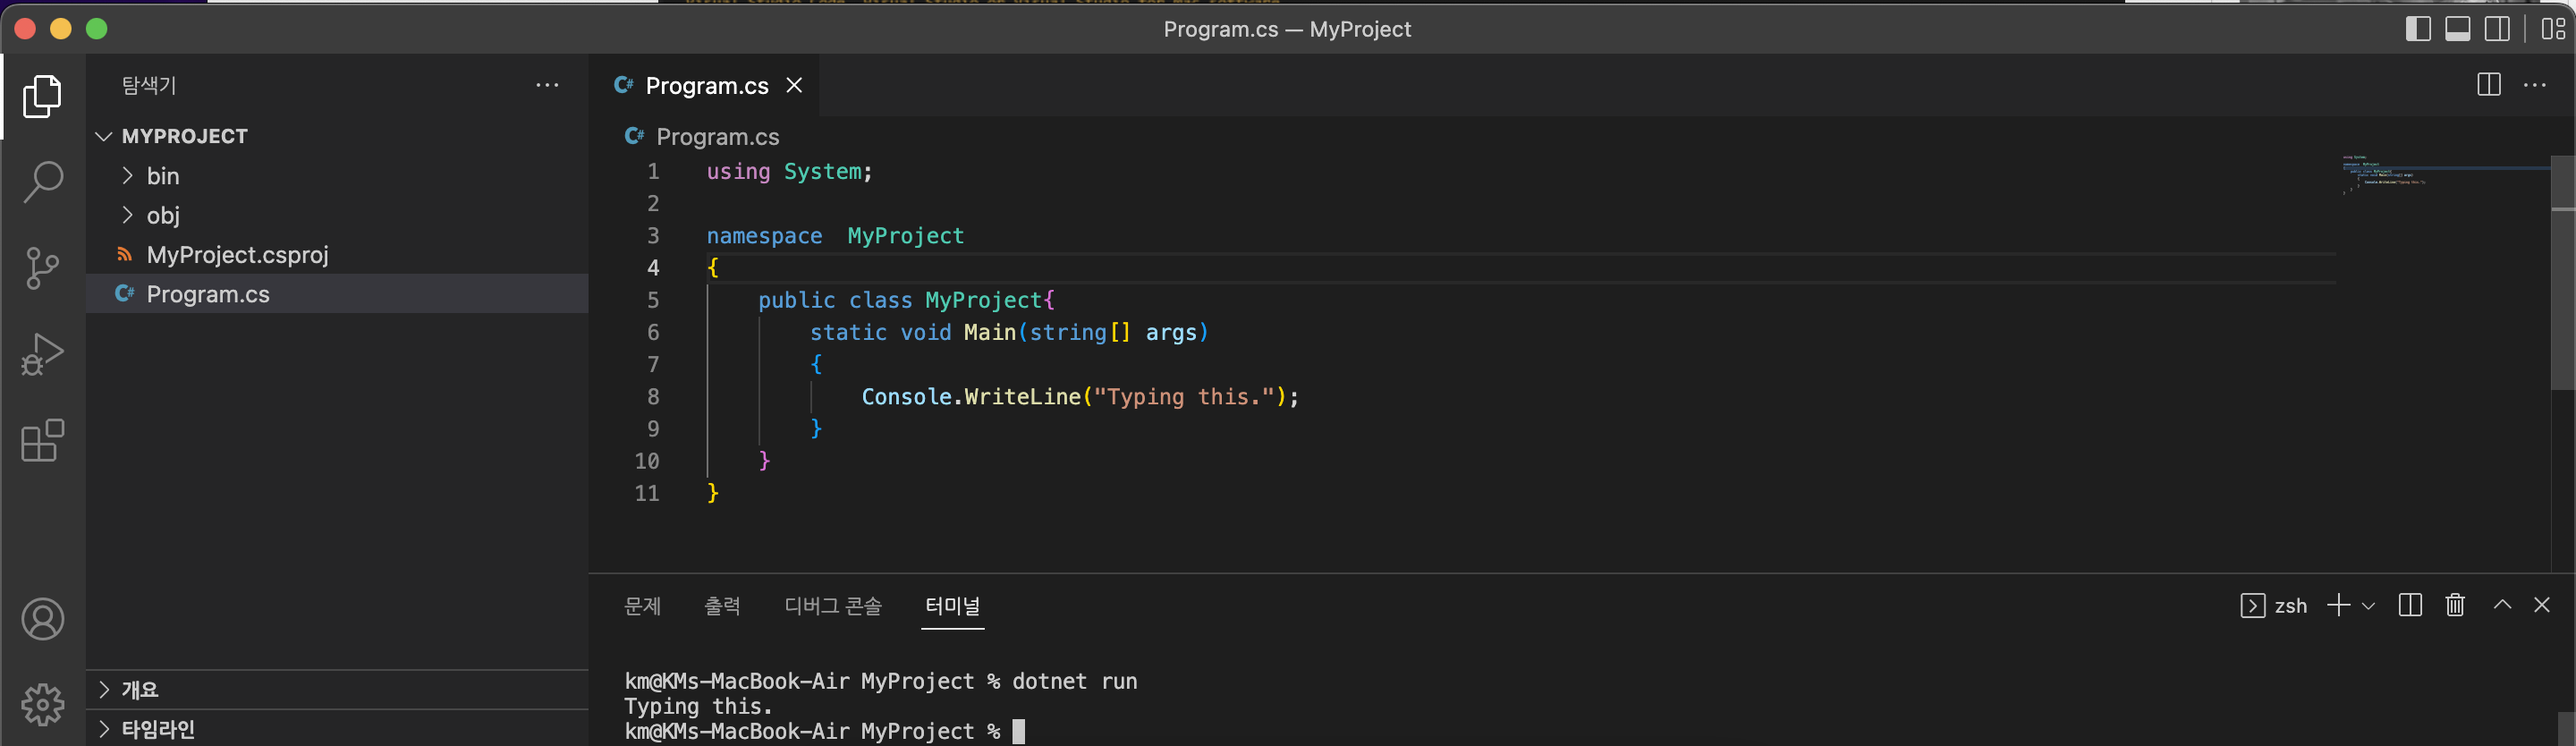 Program.cs — MyProject
탐색기
Program.cs
MYPROJECT
bin
obj
MyProject.csproj
Program.cs
개요
타임라인
Program.cs
1 using System;
2
3 namespace  MyProject
4 {
5     public class MyProject{
6         static void Main(string[] args)
7         {
8             Console.WriteLine("Typing this.");
9         }
10     }
11 }
문제 출력 디버그 콘솔 터미널
zsh
km@KMs-MacBook-Air MyProject % dotnet run
Typing this.
km@KMs-MacBook-Air MyProject %